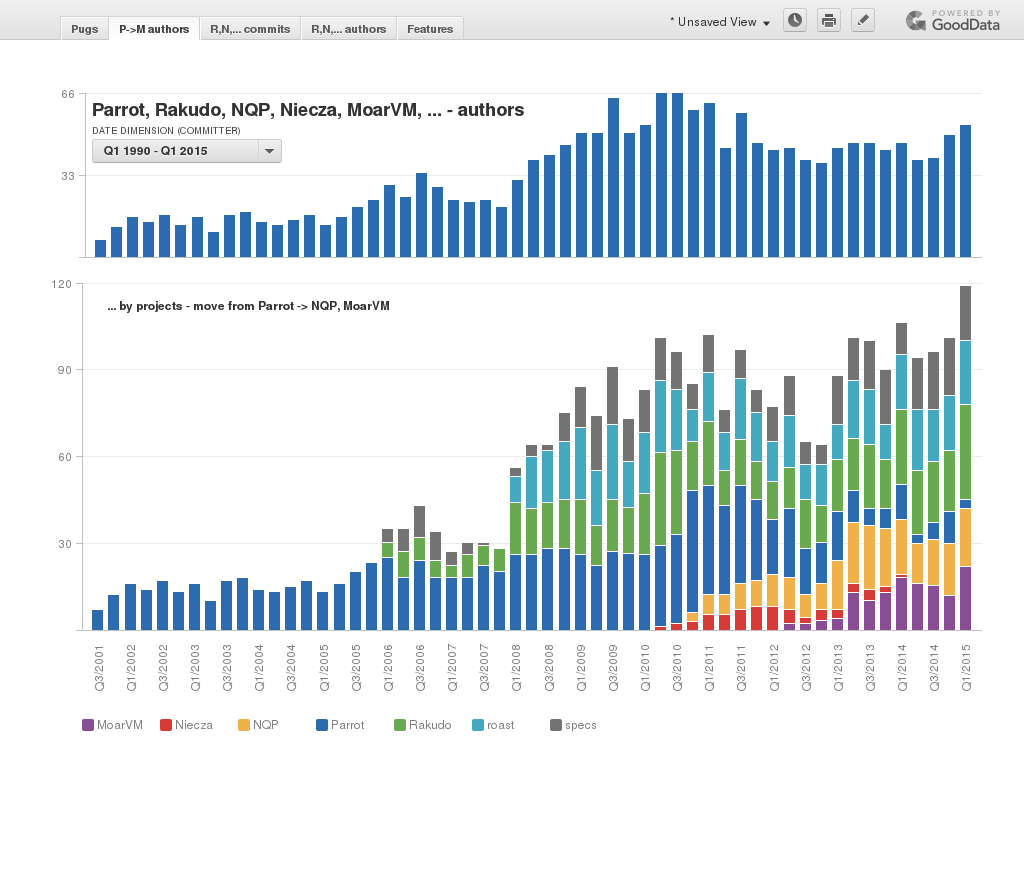 Pugs P->M authors R,N,... commits R,N,... authors Features
* Unsaved View
POWERED BY
GoodData
66
Parrot, Rakudo, NQP, Niecza, MoarVM, ... - authors
DATE DIMENSION (COMMITTER)
Q1 1990 - Q1 2015
33
120
... by projects - move from Parrot -> NQP, MoarVM
90
60
30
Q3/2001 Q1/2002 Q3/2002 Q1/2003 Q3/2003 Q1/2004 Q3/2004 Q1/2005 Q3/2005 Q1/2006 Q3/2006 Q1/2007 Q3/2007 Q1/2008 Q3/2008 Q1/2009 Q3/2009 Q1/2010 Q3/2010 Q1/2011 Q3/2011 Q1/2012 Q3/2012 Q1/2013 Q3/2013 Q1/2014 Q3/2014 Q1/2015
MoarVM Niecza NQP Parrot Rakudo roast specs